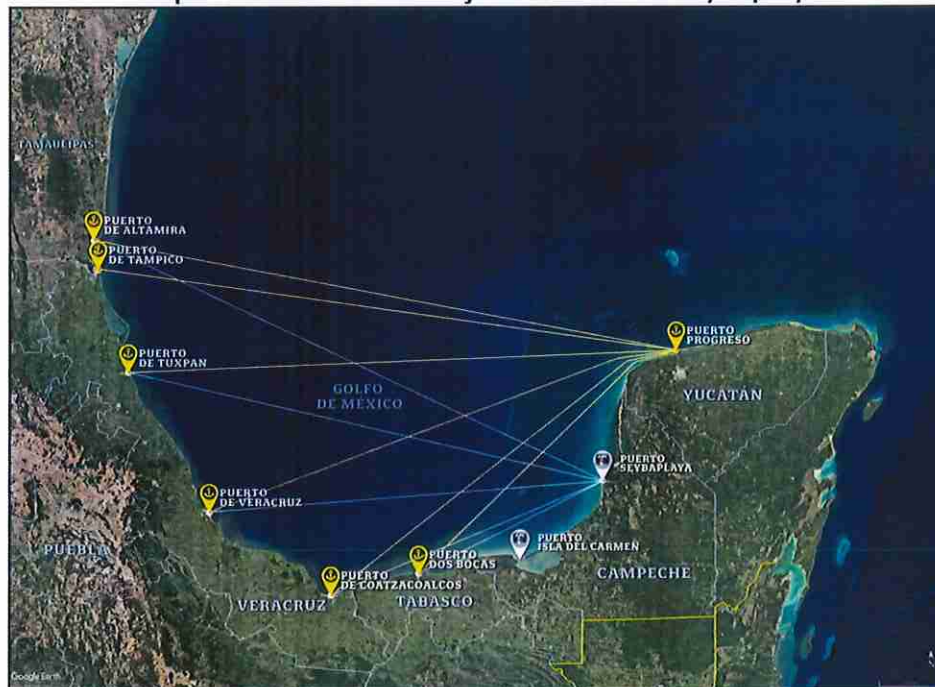 TAMAULIPAS
PUERTO
DE ALTAMIRA
PUERTO
DE TAMPICO
PUERTO
DE TUXPAN
GOLFO
DE MÉXICO
PUERTO
PROGRESO
YUCATÁN
PUERTO
SEYBAPLAYA
PUERTO
DE VERACRUZ
PUEBLA
PUERTO
ISLA DEL CARMEN
PUERTO
DOS BOCAS
CAMPECHE
PUERTO
DE COATZACOALCOS
VERACRUZ
TABASCO
Google Earth